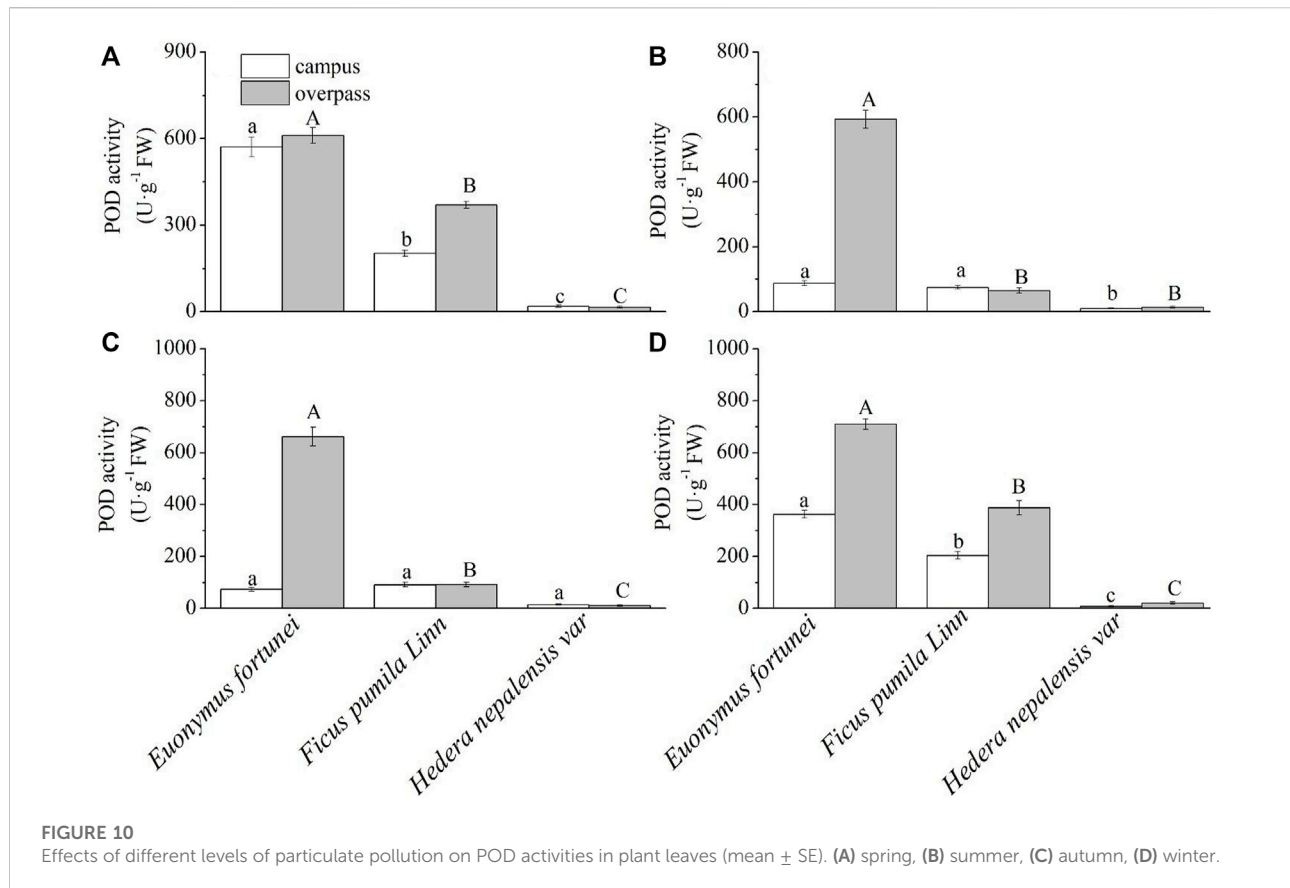 A
campus
overpass
900
600
300
0
POD activity
(U·g⁻¹ FW)
a
A
b
B
c
C
B
800
600
400
200
0
POD activity
(U·g⁻¹ FW)
a
A
a
B
b
B
C
1000
800
600
400
200
0
POD activity
(U·g⁻¹ FW)
a
A
a
B
a
C
D
1000
800
600
400
200
0
POD activity
(U·g⁻¹ FW)
a
A
b
B
c
C
Euonymus fortunei
Ficus pumila Linn
Hedera nepalensis var
Euonymus fortunei
Ficus pumila Linn
Hedera nepalensis var
FIGURE 10
Effects of different levels of particulate pollution on POD activities in plant leaves (mean ± SE). (A) spring, (B) summer, (C) autumn, (D) winter.